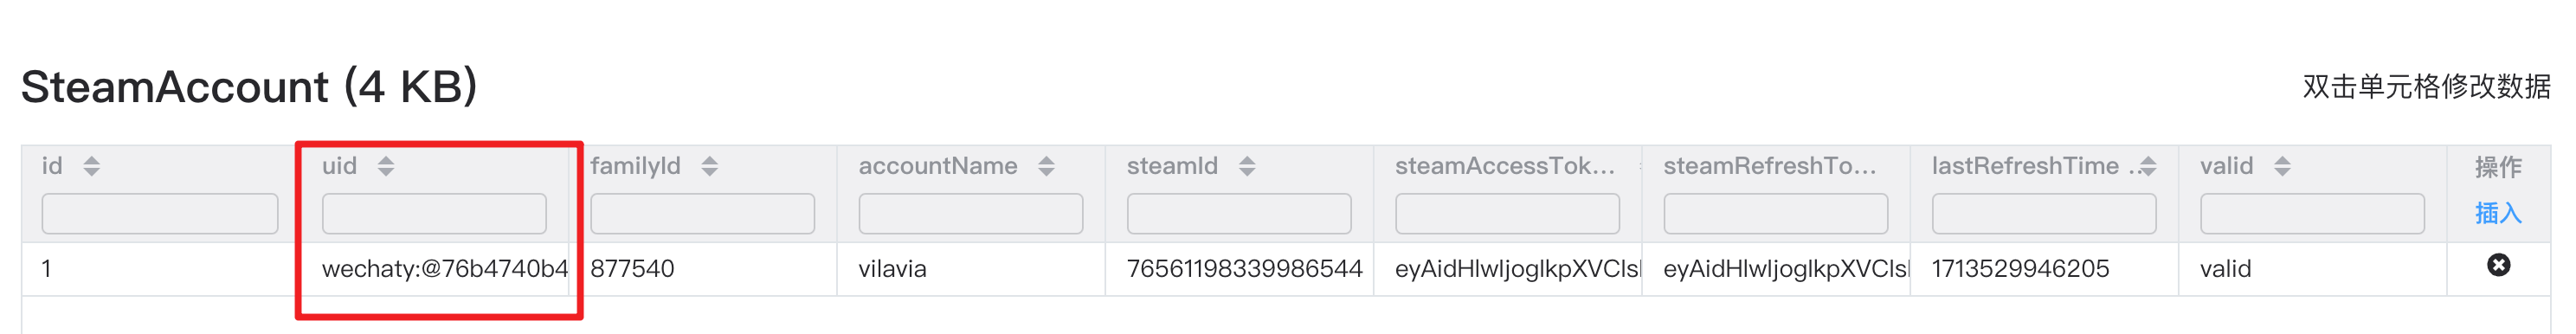 SteamAccount (4 KB)
双击单元格修改数据
id uid familyId accountName steamId steamAccessTok... steamRefreshTo... lastRefreshTime ... valid 操作
插入
1 wechaty:@76b4740b4 877540 vilavia 76561198339986544 eyAidHlwIjogIkpXVCIsI eyAidHlwIjogIkpXVCIsI 1713529946205 valid